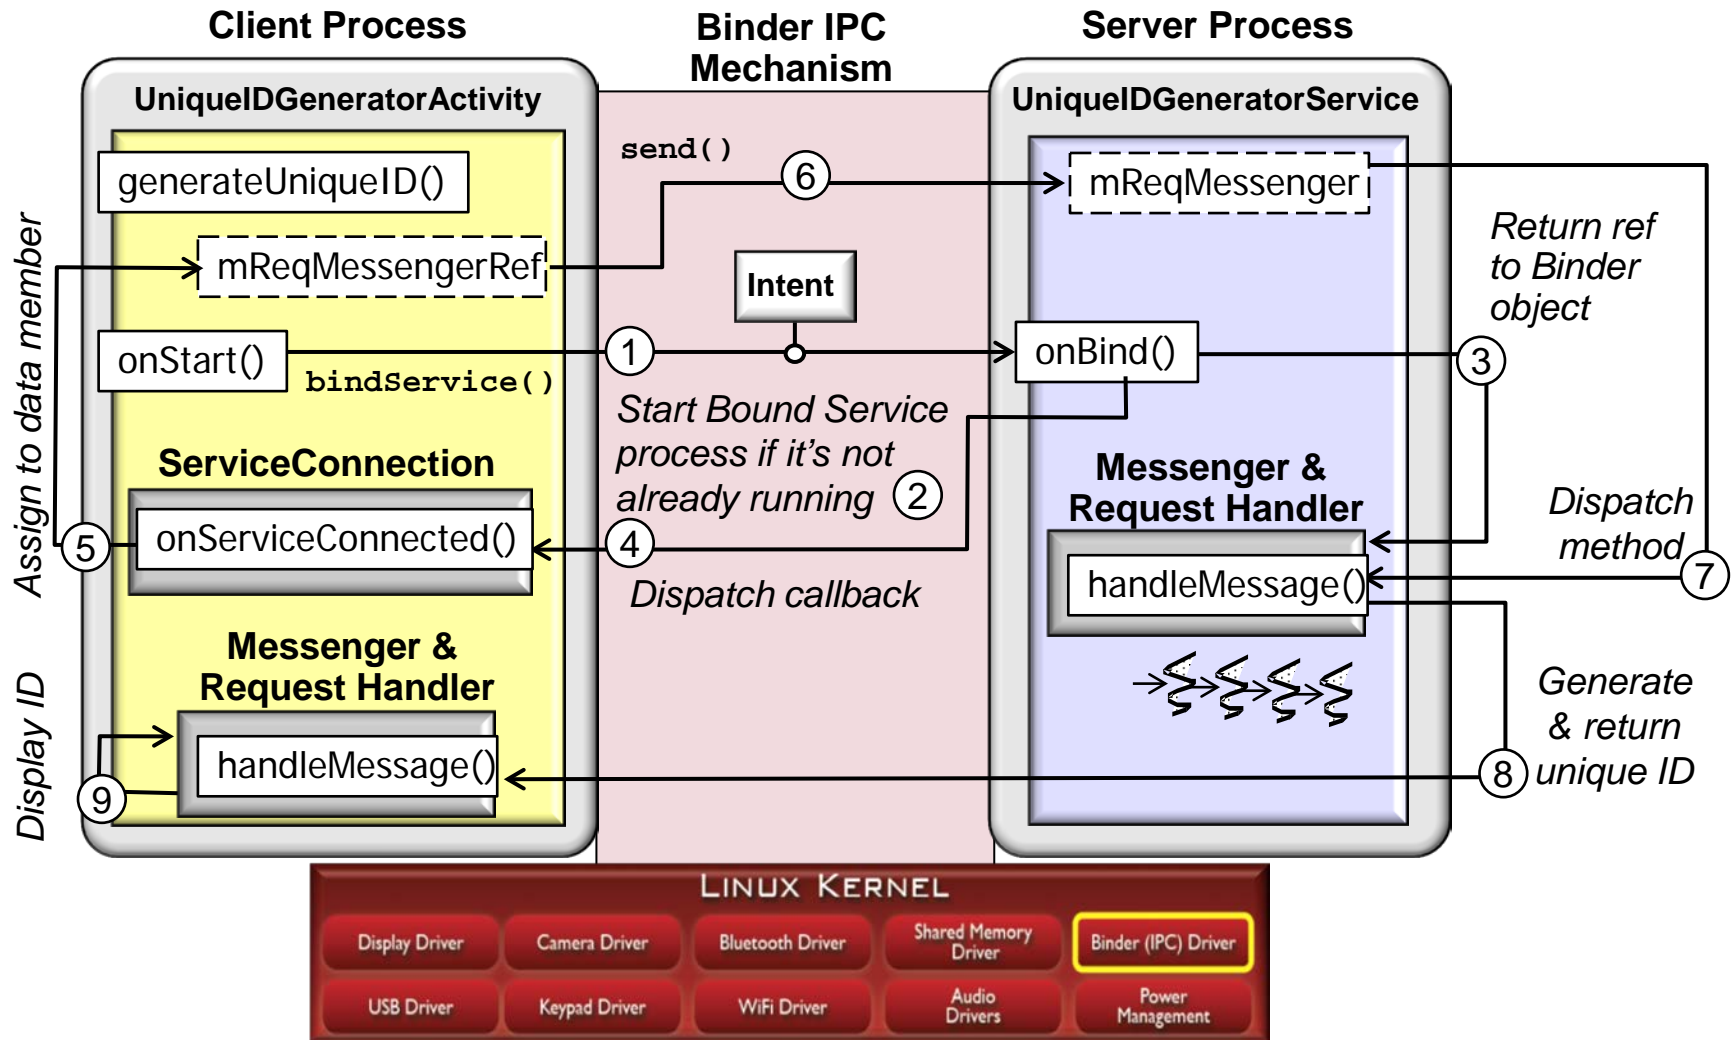 Client Process
Binder IPC
Mechanism
Server Process
UniqueIDGeneratorActivity
UniqueIDGeneratorService
generateUniqueID()
send()
6
mReqMessenger
mReqMessengerRef
Intent
Return ref
to Binder
object
Assign to data member
onStart()
bindService()
1
onBind()
3
Start Bound Service
process if it's not
already running
2
ServiceConnection
onServiceConnected()
5
4
Dispatch callback
Messenger &
Request Handler
handleMessage()
Dispatch
method
7
Messenger &
Request Handler
handleMessage()
Display ID
9
Generate
& return
unique ID
8
LINUX KERNEL
Display Driver
Camera Driver
Bluetooth Driver
Shared Memory
Driver
Binder (IPC) Driver
USB Driver
Keypad Driver
WiFi Driver
Audio
Drivers
Power
Management